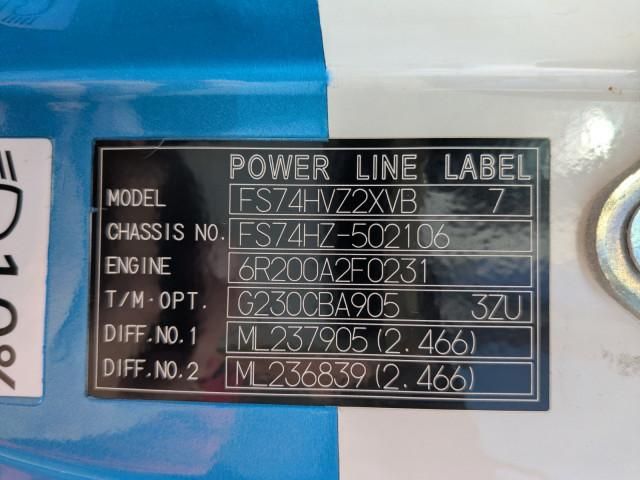 POWER LINE LABEL
MODEL FS74HVZ2XVB 7
CHASSIS NO. FS74HZ-502106
ENGINE 6R200A2F0231
T/M·OPT. G230CBA905 3ZU
DIFF.NO.1 ML237905(2.466)
DIFF.NO.2 ML236839(2.466)
D10%